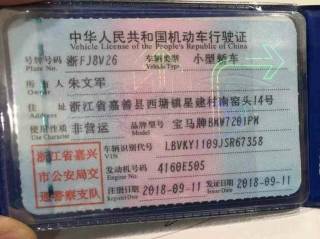 中华人民共和国机动车行驶证
Vehicle License of the People's Republic of China
号牌号码 浙FJ8V26 车辆类型 小型轿车
Plate No. Vehicle Type
所有人 朱文军
Owner
住址 浙江省嘉善县西塘镇星建村南窑头14号
Address
使用性质 非营运 品牌型号 宝马牌BMW7201PM
Use Character Model
浙江省嘉兴市公安局交通警察支队
车辆识别代号 LBVKY1109JSR67358
VIN
发动机号码 4160E505
Engine No.
注册日期 2018-09-11 发证日期 2018-09-11
Register Date Issue Date